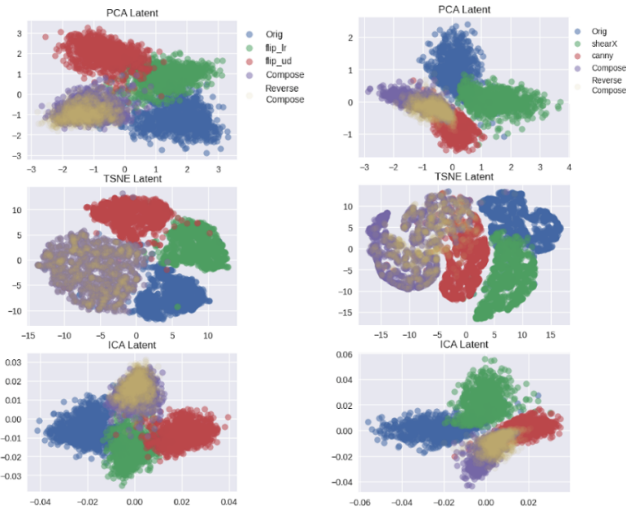 PCA Latent
3
2
1
0
−1
−2
−3
−3 −2 −1 0 1 2 3
Orig
flip_lr
flip_ud
Compose
Reverse
Compose
TSNE Latent
10
5
0
−5
−10
−15 −10 −5 0 5 10
ICA Latent
0.03
0.02
0.01
0.00
−0.01
−0.02
−0.03
−0.04 −0.02 0.00 0.02 0.04
PCA Latent
2
1
0
−1
−3 −2 −1 0 1 2 3 4
Orig
shearX
canny
Compose
Reverse
Compose
TSNE Latent
10
5
0
−5
−10
−15
−15 −10 −5 0 5 10 15
ICA Latent
0.06
0.04
0.02
0.00
−0.02
−0.04
−0.06 −0.04 −0.02 0.00 0.02